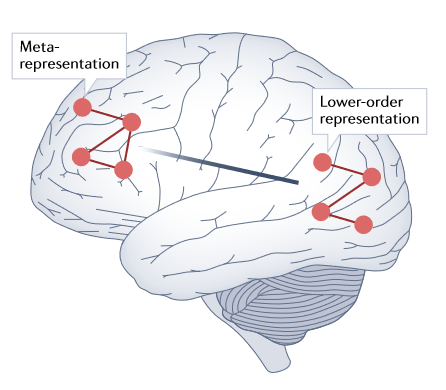 Meta-
representation
Lower-order
representation